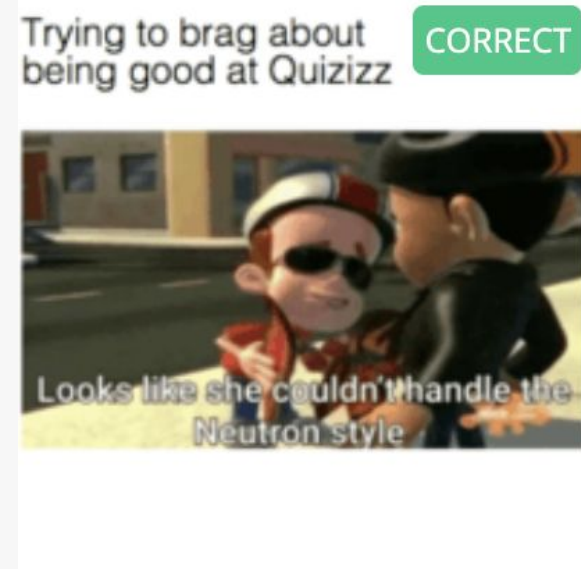 Trying to brag about
being good at Quizizz
CORRECT
Looks like she couldn't handle the
Neutron style